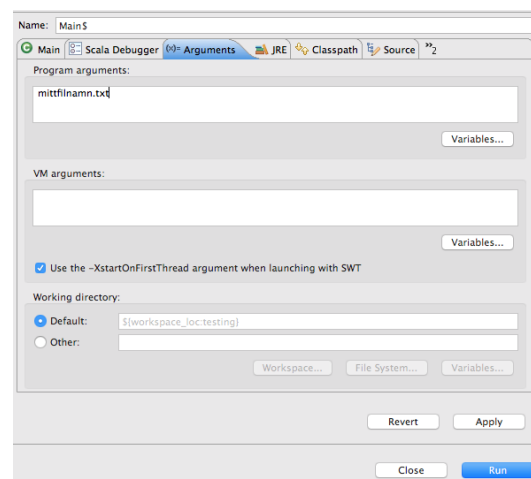 Name: Main$
Main Scala Debugger (x)= Arguments JRE Classpath Source »2
Program arguments:
mittfilnamn.txt
Variables...
VM arguments:
Variables...
Use the -XstartOnFirstThread argument when launching with SWT
Working directory:
Default: ${workspace_loc:testing}
Other:
Workspace... File System... Variables...
Revert Apply
Close Run